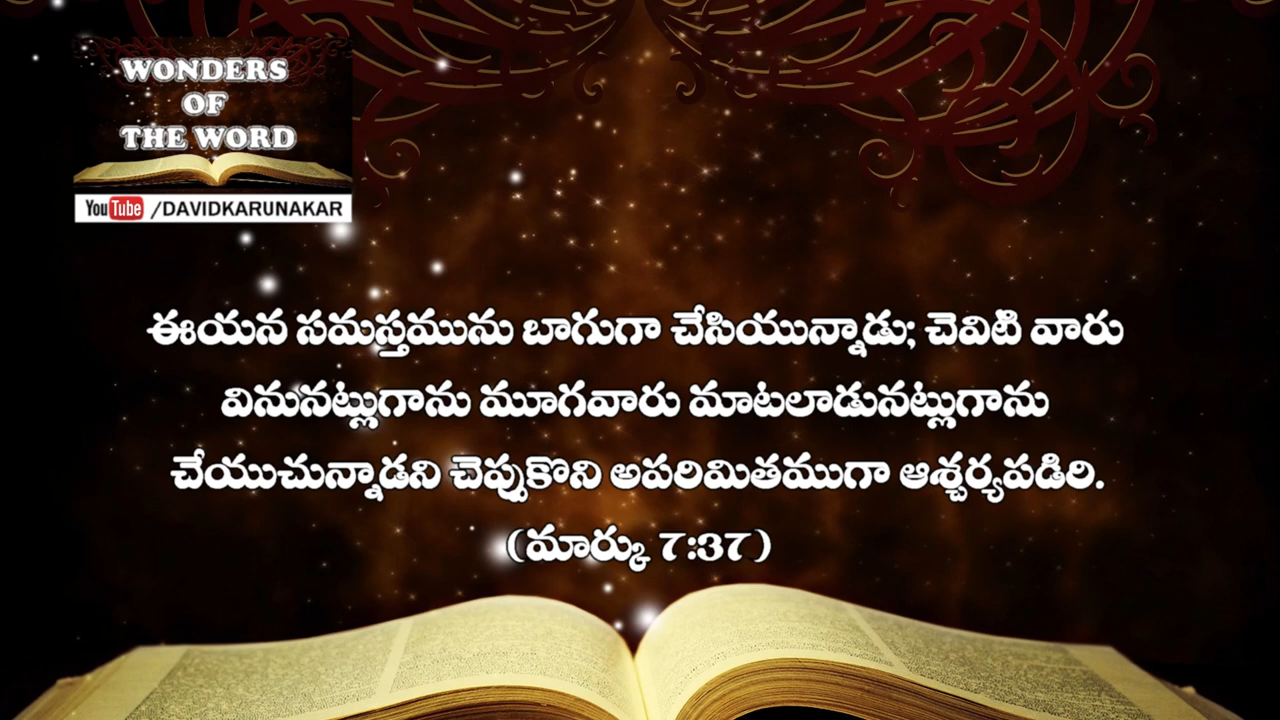 WONDERS
OF
THE WORD
YouTube /DAVIDKARUNAKAR
ఈయన సమస్తమును బాగుగా చేసియున్నాడు; చెవిటి వారు
వినునట్లుగాను మూగవారు మాటలాడునట్లుగాను
చేయుచున్నాడని చెప్పుకొని అపరిమితముగా ఆశ్చర్యపడిరి.
(మార్కు 7:37)